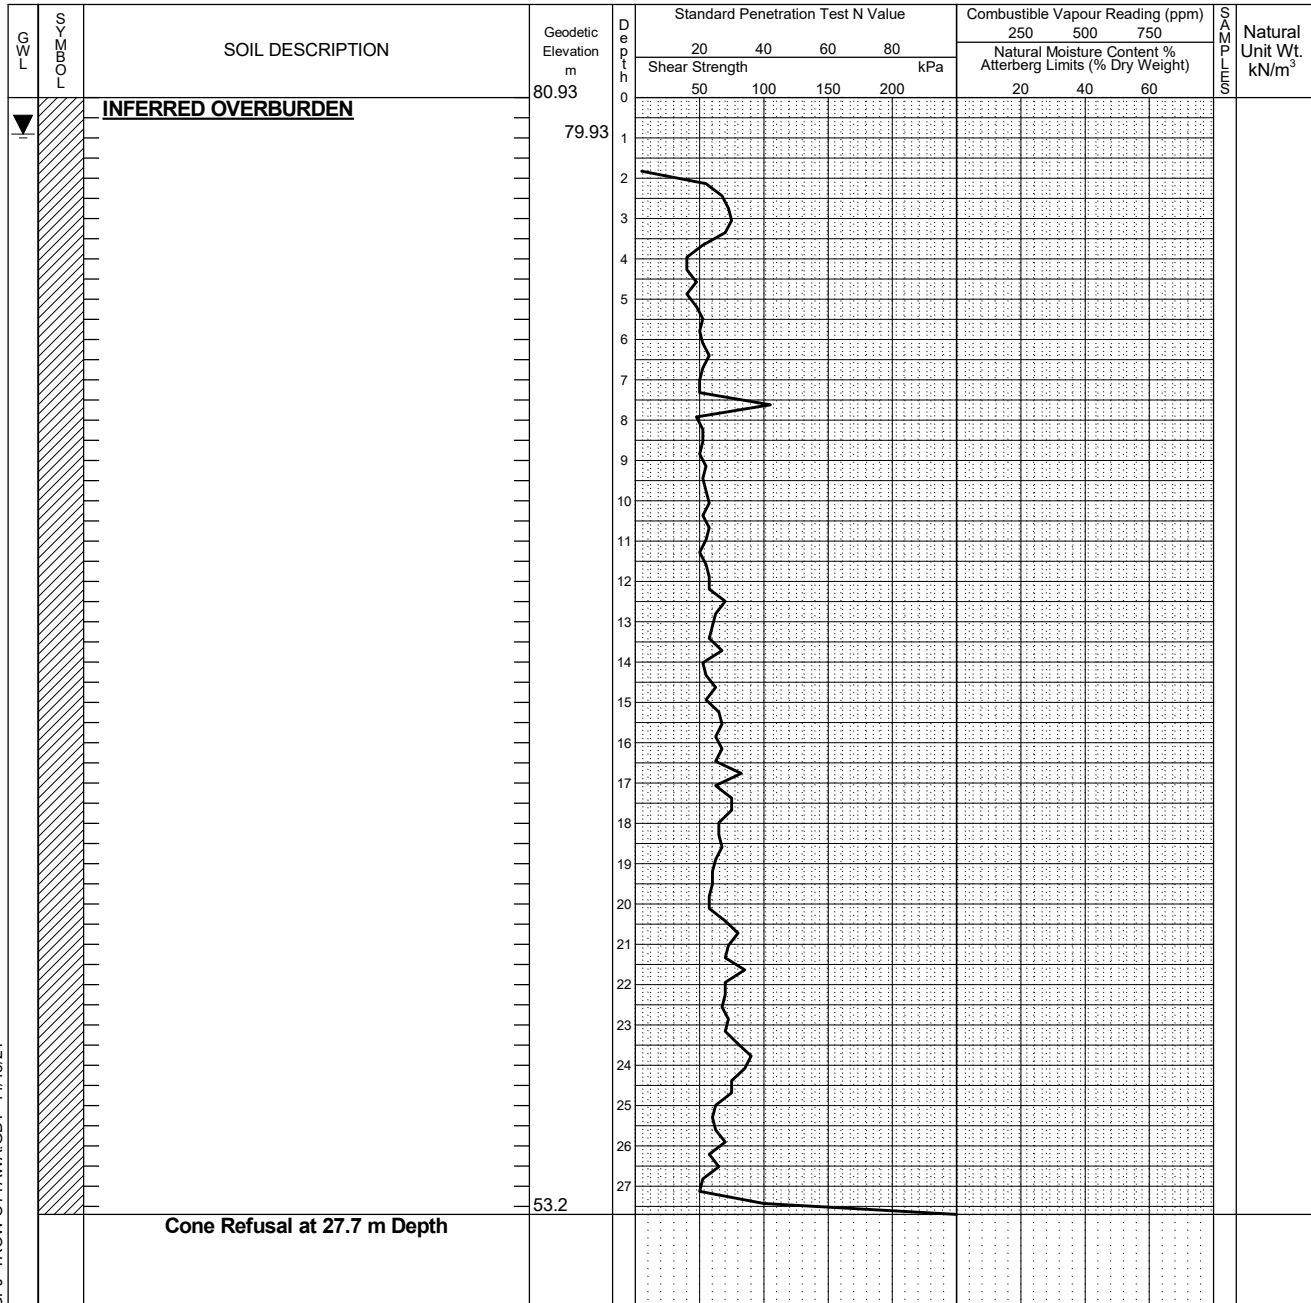 GWL
SYMBOL
SOIL DESCRIPTION
Geodetic
Elevation
m
80.93
Depth
0
Standard Penetration Test N Value
20 40 60 80
Shear Strength kPa
50 100 150 200
Combustible Vapour Reading (ppm)
250 500 750
Natural Moisture Content %
Atterberg Limits (% Dry Weight)
20 40 60
SAMPLES
Natural
Unit Wt.
kN/m³
INFERRED OVERBURDEN
79.93
1
2
3
4
5
6
7
8
9
10
11
12
13
14
15
16
17
18
19
20
21
22
23
24
25
26
27
53.2
Cone Refusal at 27.7 m Depth